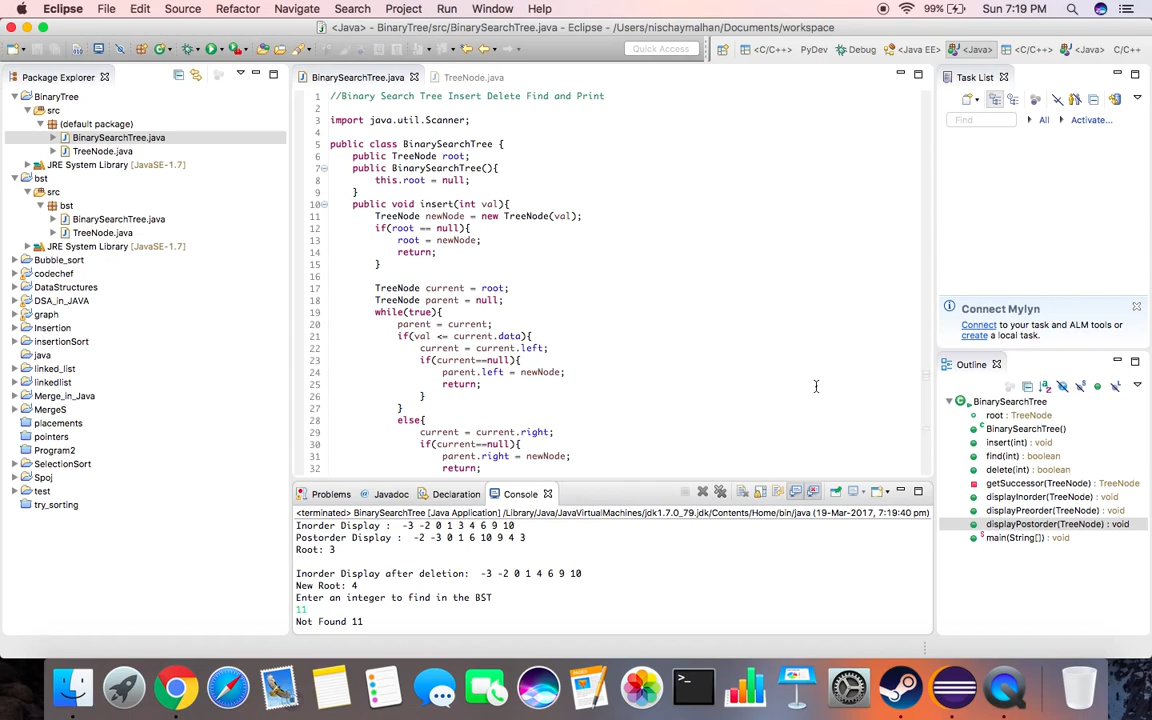 Eclipse File Edit Source Refactor Navigate Search Project Run Window Help 99% Sun 7:19 PM
<Java> - BinaryTree/src/BinarySearchTree.java - Eclipse - /Users/nischaymalhan/Documents/workspace
Quick Access <C/C++> PyDev Debug <Java EE> <Java> <C/C++> <Java> C/C++
Package Explorer
BinaryTree
src
(default package)
BinarySearchTree.java
TreeNode.java
JRE System Library [JavaSE-1.7]
bst
src
bst
BinarySearchTree.java
TreeNode.java
JRE System Library [JavaSE-1.7]
Bubble_sort
codechef
DataStructures
DSA_in_JAVA
graph
Insertion
insertionSort
java
linked_list
linkedlist
Merge_in_Java
MergeS
placements
pointers
Program2
SelectionSort
Spoj
test
try_sorting
BinarySearchTree.java TreeNode.java
1 //Binary Search Tree Insert Delete Find and Print
2
3 import java.util.Scanner;
4
5 public class BinarySearchTree {
6 public TreeNode root;
7 public BinarySearchTree(){
8 this.root = null;
9 }
10 public void insert(int val){
11 TreeNode newNode = new TreeNode(val);
12 if(root == null){
13 root = newNode;
14 return;
15 }
16
17 TreeNode current = root;
18 TreeNode parent = null;
19 while(true){
20 parent = current;
21 if(val <= current.data){
22 current = current.left;
23 if(current==null){
24 parent.left = newNode;
25 return;
26 }
27 }
28 else{
29 current = current.right;
30 if(current==null){
31 parent.right = newNode;
32 return;
Problems Javadoc Declaration Console
<terminated> BinarySearchTree [Java Application] /Library/Java/JavaVirtualMachines/jdk1.7.0_79.jdk/Contents/Home/bin/java (19-Mar-2017, 7:19:40 pm)
Inorder Display : -3 -2 0 1 3 4 6 9 10
Postorder Display : -2 -3 0 1 6 10 9 4 3
Root: 3
Inorder Display after deletion: -3 -2 0 1 4 6 9 10
New Root: 4
Enter an integer to find in the BST
11
Not Found 11
Task List
Find All Activate...
Connect Mylyn
Connect to your task and ALM tools or
create a local task.
Outline
BinarySearchTree
root : TreeNode
BinarySearchTree()
insert(int) : void
find(int) : boolean
delete(int) : boolean
getSuccessor(TreeNode) : TreeNode
displayInorder(TreeNode) : void
displayPreorder(TreeNode) : void
displayPostorder(TreeNode) : void
main(String[]) : void